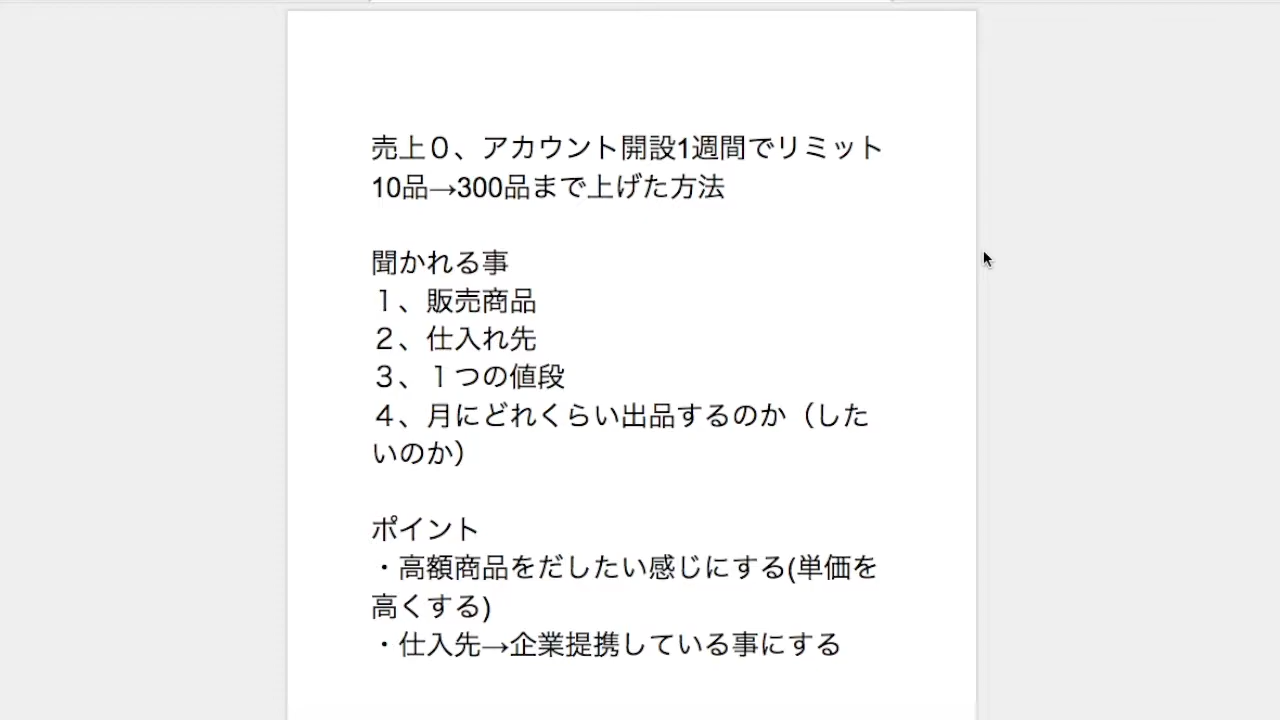 売上０、アカウント開設1週間でリミット
10品→300品まで上げた方法
聞かれる事
１、販売商品
２、仕入れ先
３、１つの値段
４、月にどれくらい出品するのか（した
いのか）
ポイント
・高額商品をだしたい感じにする(単価を
高くする)
・仕入先→企業提携している事にする